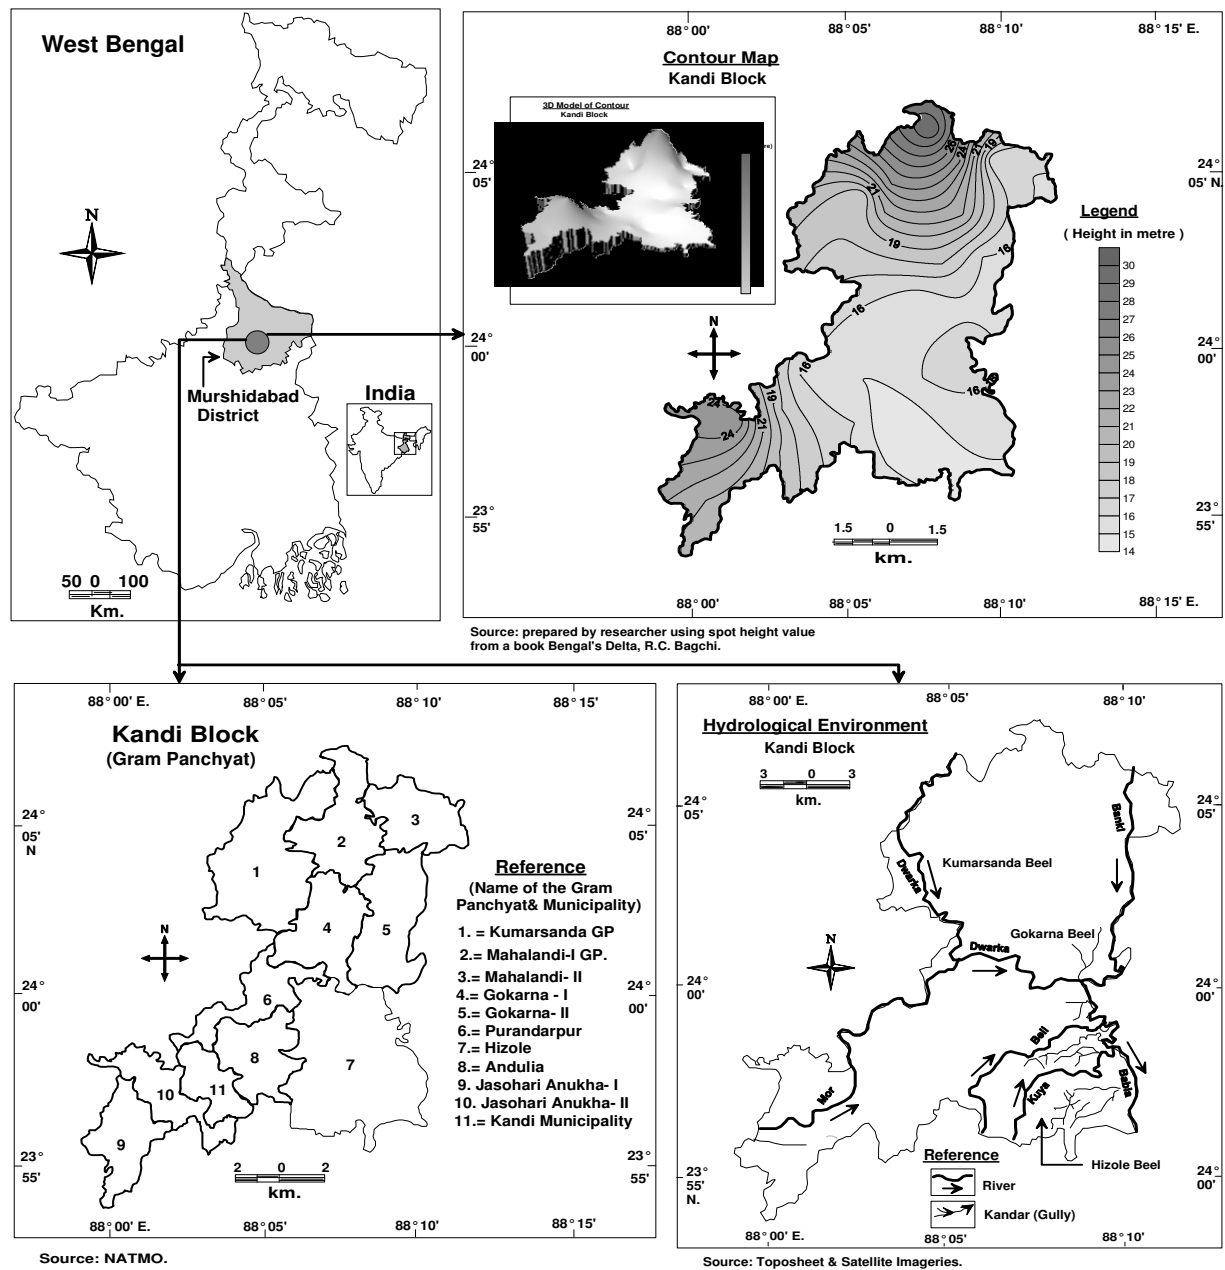 West Bengal
N
Murshidabad
District
India
50 0 100
Km.
88° 00'
88° 05'
88° 10'
88° 15' E.
Contour Map
Kandi Block
3D Model of Contour
Kandi Block
24°
05'
24°
05' N.
24
21
19
21
19
16
16
16
16
19
21
24
24
Legend
( Height in metre )
30
29
28
27
26
25
24
23
22
21
20
19
18
17
16
15
14
N
24°
00'
24°
00'
23°
55'
23°
55'
1.5 0 1.5
km.
88° 00'
88° 05'
88° 10'
88° 15' E.
Source: prepared by researcher using spot height value
from a book Bengal's Delta, R.C. Bagchi.
88° 00' E.
88° 05'
88° 10'
88° 15'
Kandi Block
(Gram Panchyat)
24°
05'
N
24°
05'
1
2
3
4
5
6
7
8
9
10
11
N
24°
00'
24°
00'
23°
55'
23°
55'
Reference
(Name of the Gram
Panchyat& Municipality)
1. = Kumarsanda GP
2.= Mahalandi-I GP.
3.= Mahalandi- II
4.= Gokarna - I
5.= Gokarna- II
6.= Purandarpur
7.= Hizole
8.= Andulia
9. Jasohari Anukha- I
10. Jasohari Anukha- II
11.= Kandi Municipality
2 0 2
km.
88° 00' E.
88° 05'
88° 10'
88° 15'
Source: NATMO.
88° 00' E.
88° 05'
88° 10'
Hydrological Environment
Kandi Block
3 0 3
km.
24°
05'
24°
05'
Banki
Kumarsanda Beel
Dwarka
Gokarna Beel
Dwarka
N
24°
00'
24°
00'
Bell
Kuya
Babla
Mor
Hizole Beel
23°
55'
N.
24°
00'
Reference
River
Kandar (Gully)
88° 00' E.
88° 05'
88° 10'
Source: Toposheet & Satellite Imageries.